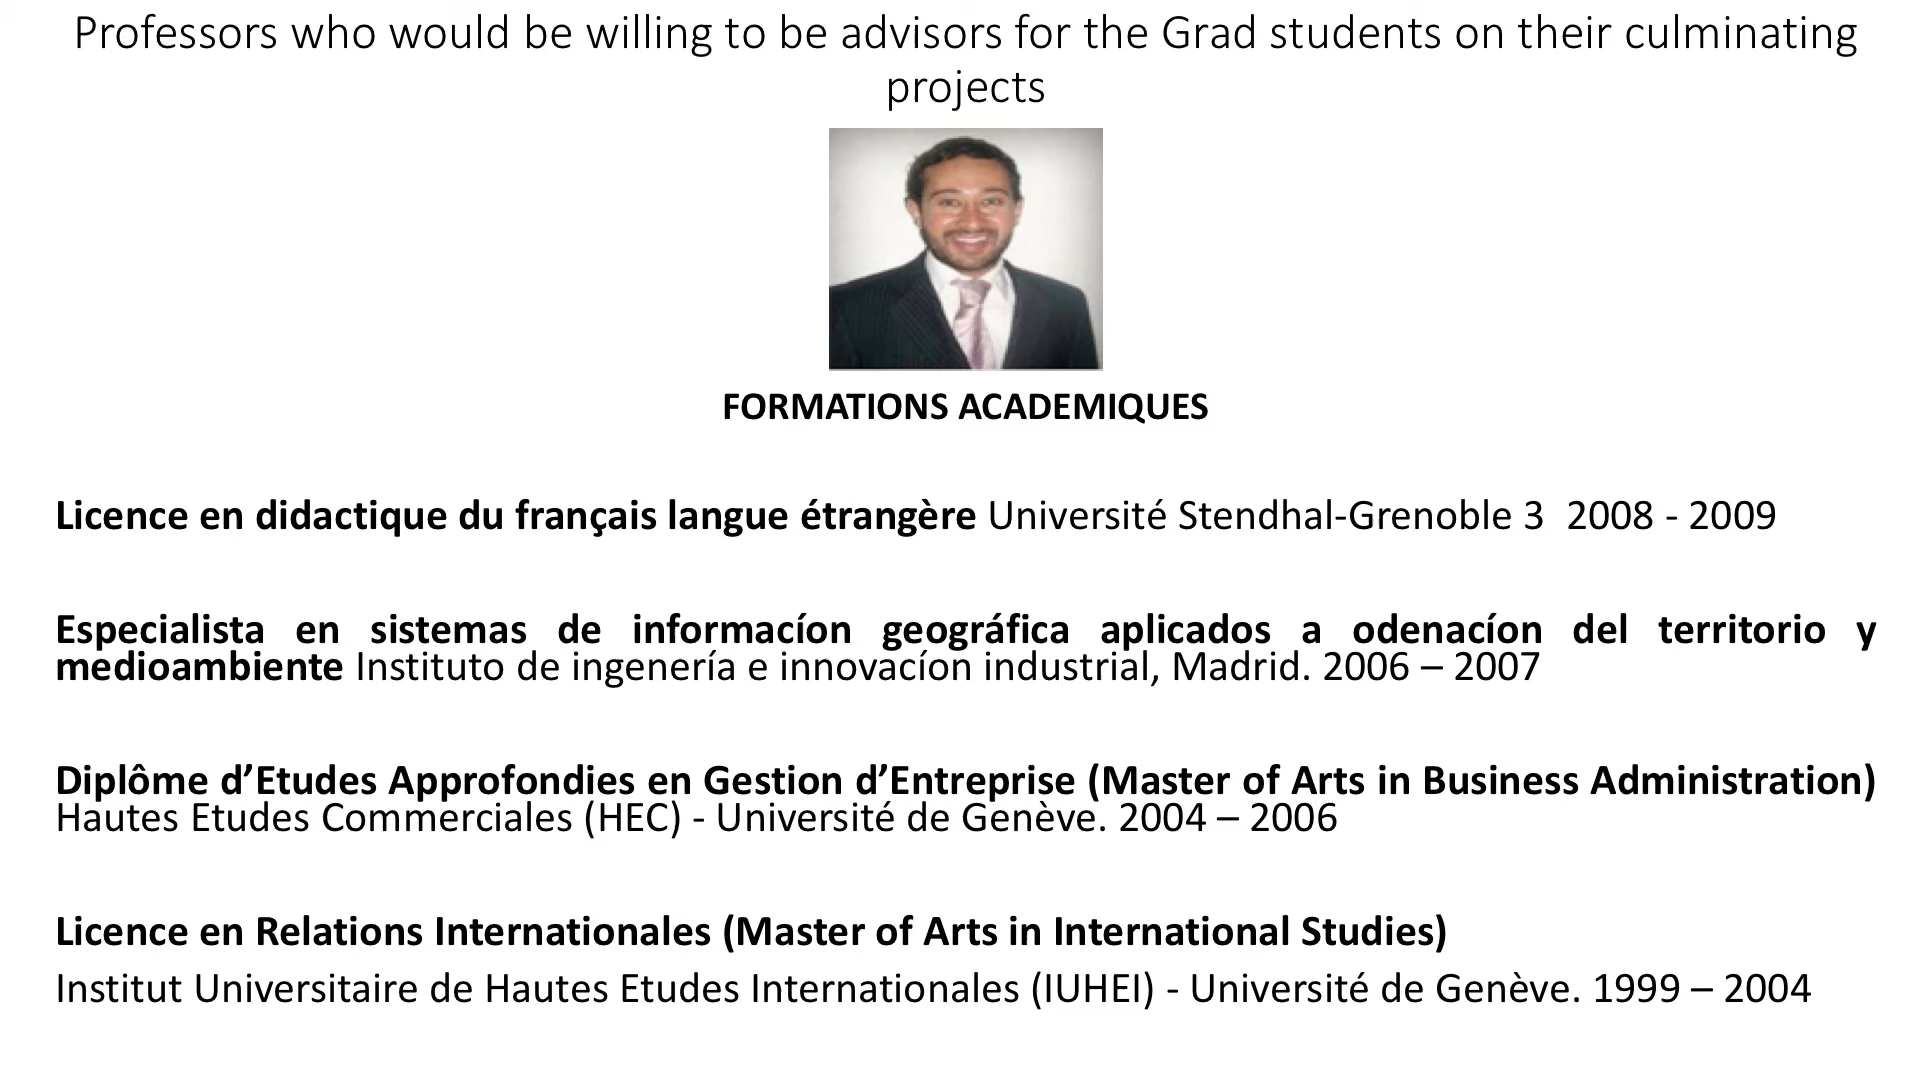 Professors who would be willing to be advisors for the Grad students on their culminating
projects
FORMATIONS ACADEMIQUES
Licence en didactique du français langue étrangère Université Stendhal-Grenoble 3 2008 - 2009
Especialista en sistemas de informacíon geográfica aplicados a odenacíon del territorio y
medioambiente Instituto de ingenería e innovacíon industrial, Madrid. 2006 – 2007
Diplôme d’Etudes Approfondies en Gestion d’Entreprise (Master of Arts in Business Administration)
Hautes Etudes Commerciales (HEC) - Université de Genève. 2004 – 2006
Licence en Relations Internationales (Master of Arts in International Studies)
Institut Universitaire de Hautes Etudes Internationales (IUHEI) - Université de Genève. 1999 – 2004